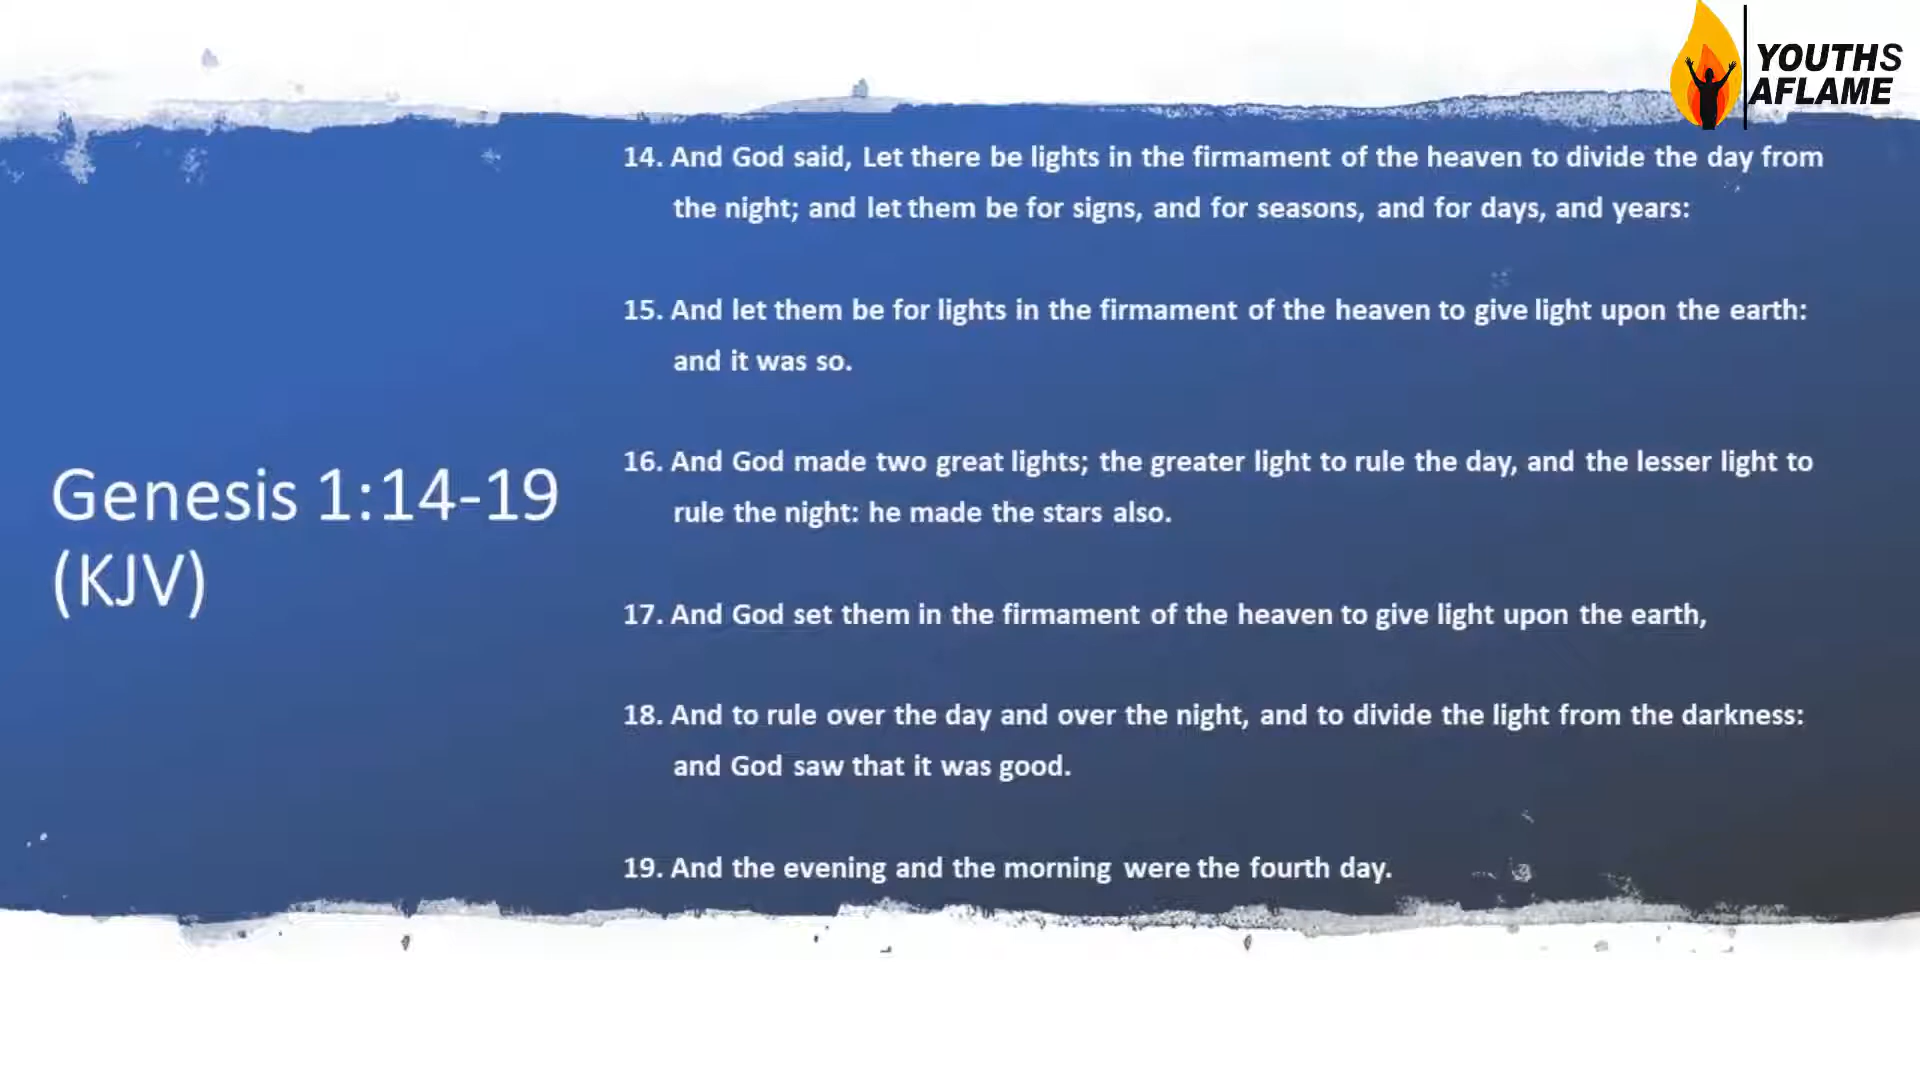 YOUTHS
AFLAME
14. And God said, Let there be lights in the firmament of the heaven to divide the day from
the night; and let them be for signs, and for seasons, and for days, and years:
15. And let them be for lights in the firmament of the heaven to give light upon the earth:
and it was so.
Genesis 1:14-19
(KJV)
16. And God made two great lights; the greater light to rule the day, and the lesser light to
rule the night: he made the stars also.
17. And God set them in the firmament of the heaven to give light upon the earth,
18. And to rule over the day and over the night, and to divide the light from the darkness:
and God saw that it was good.
19. And the evening and the morning were the fourth day.